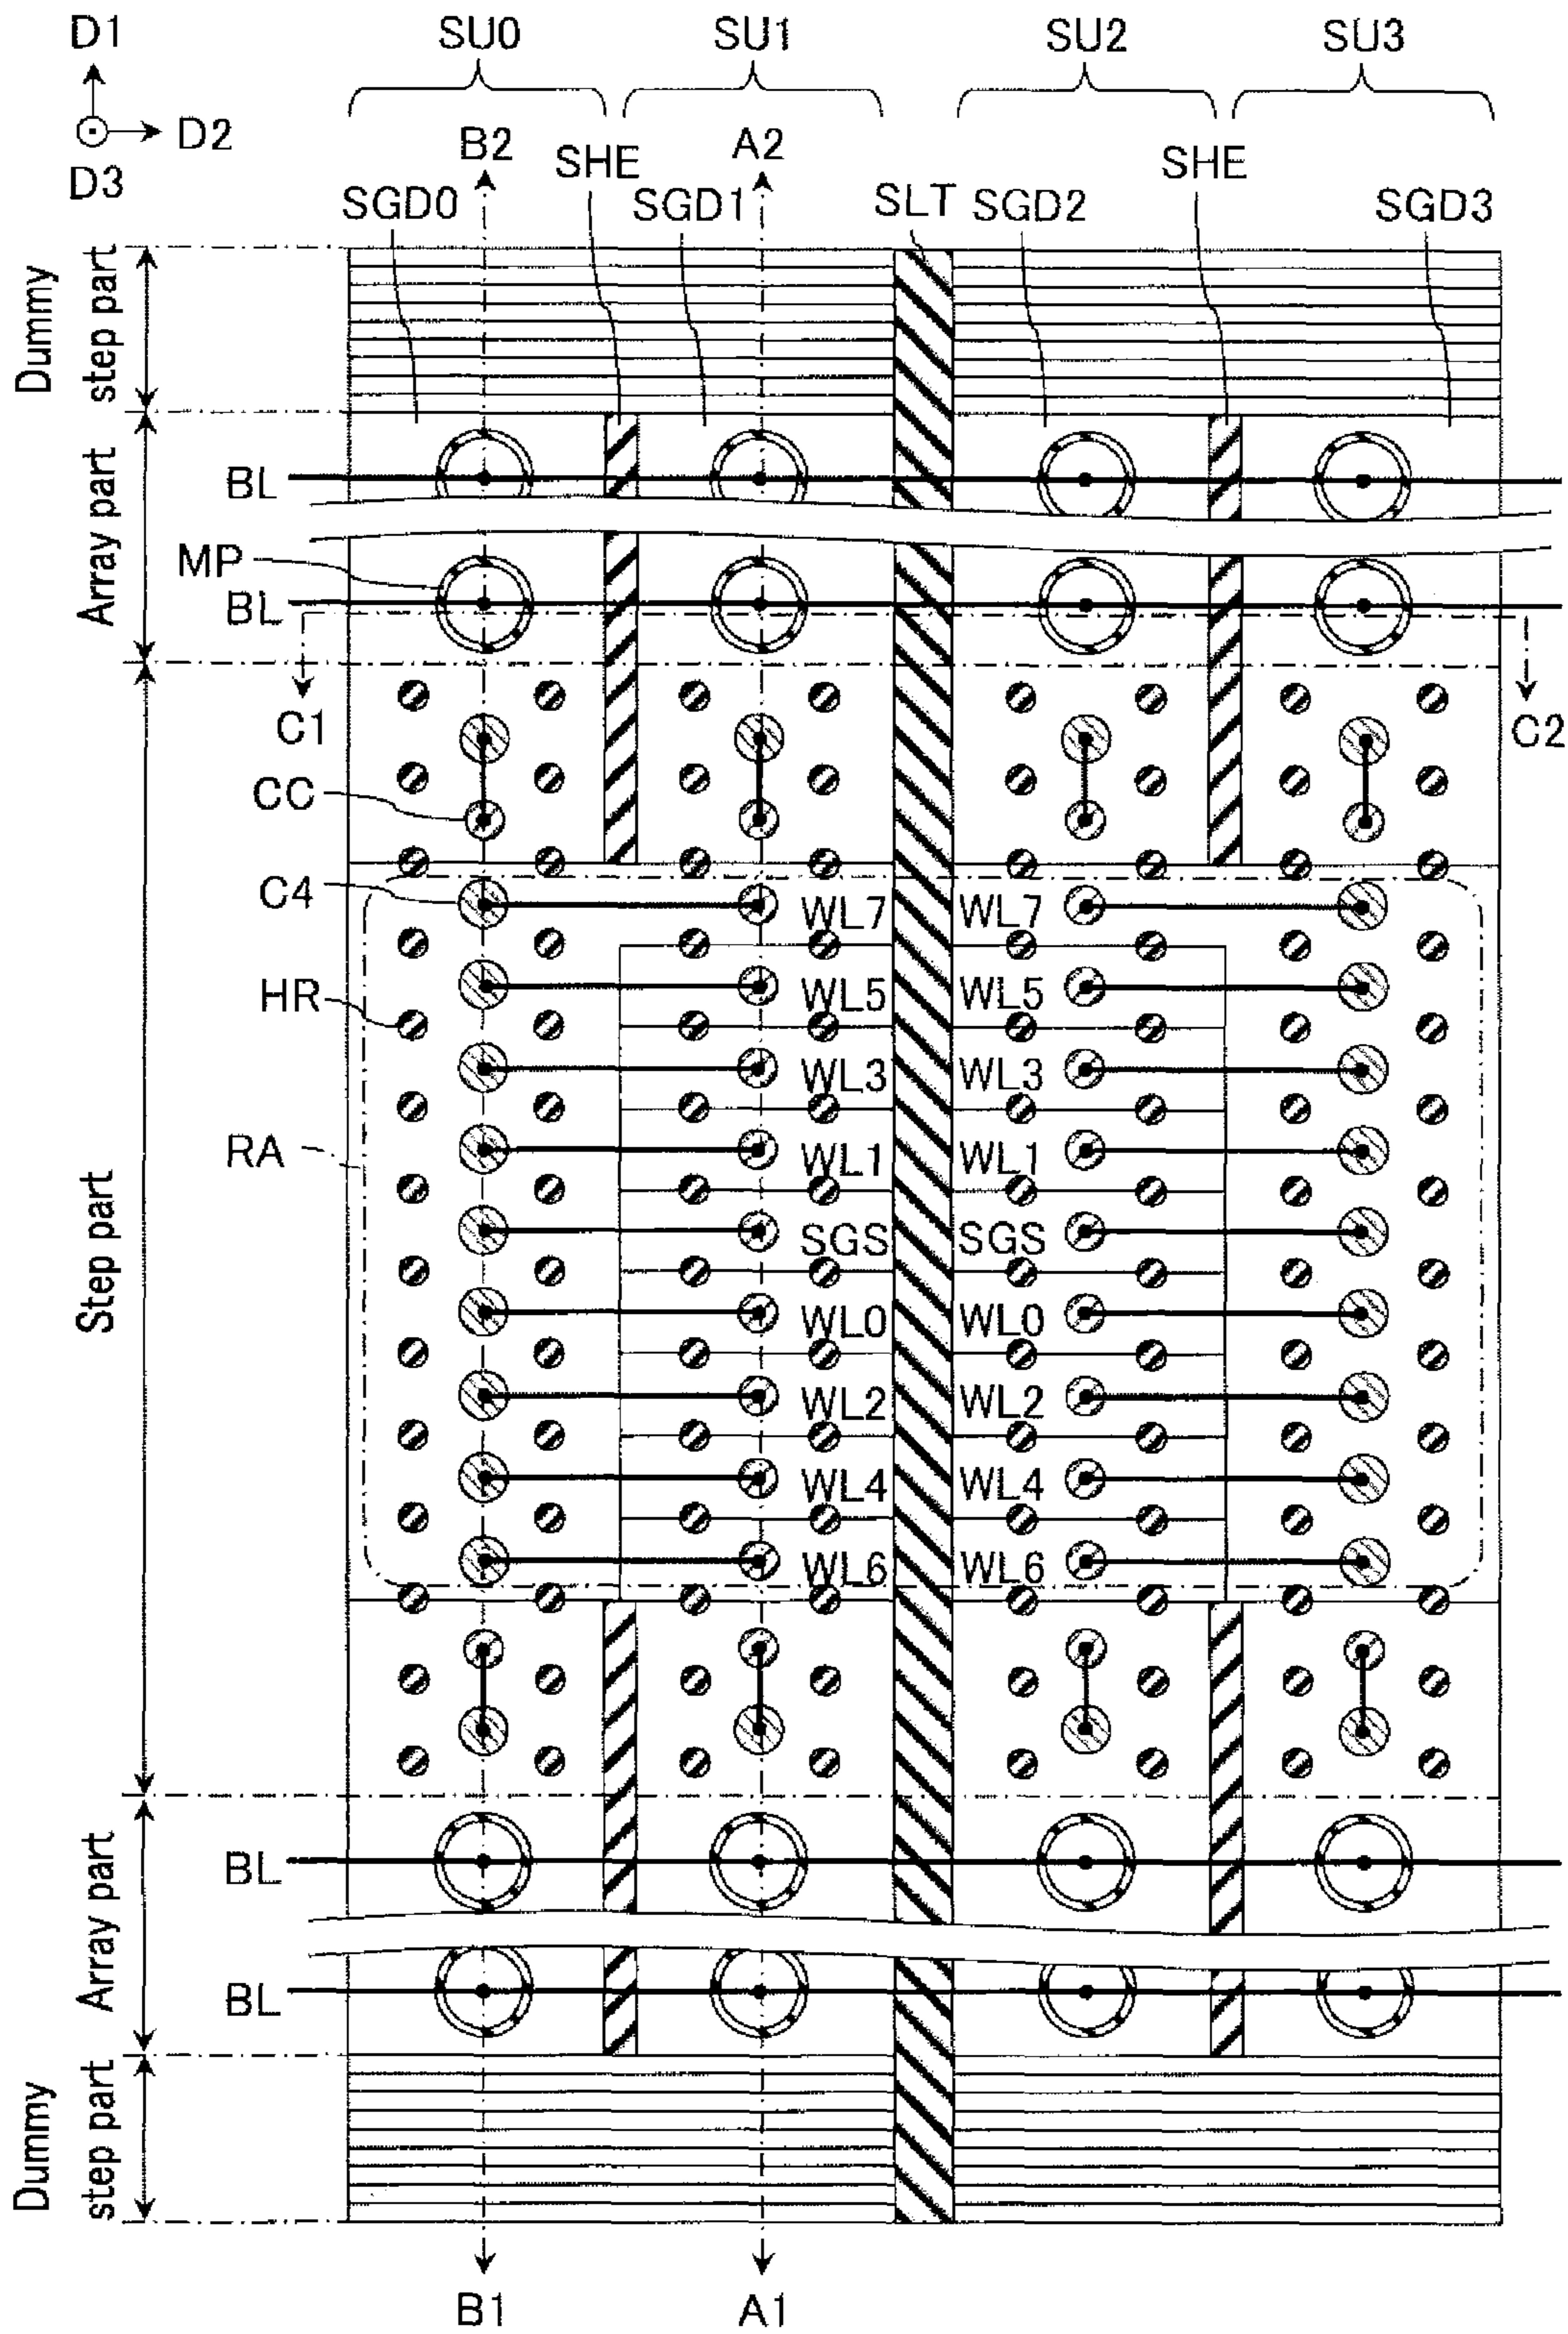 D1 SU0 SU1 SU2 SU3
D2
D3
B2 SHE A2 SHE
SGD0 SGD1 SLT SGD2 SGD3
Dummy
step part
Array part
BL
MP
BL
C1 C2
CC
C4 WL7 WL7
HR WL5 WL5
WL3 WL3
RA WL1 WL1
Step part
SGS SGS
WL0 WL0
WL2 WL2
WL4 WL4
WL6 WL6
Array part
BL
BL
Dummy
step part
B1 A1